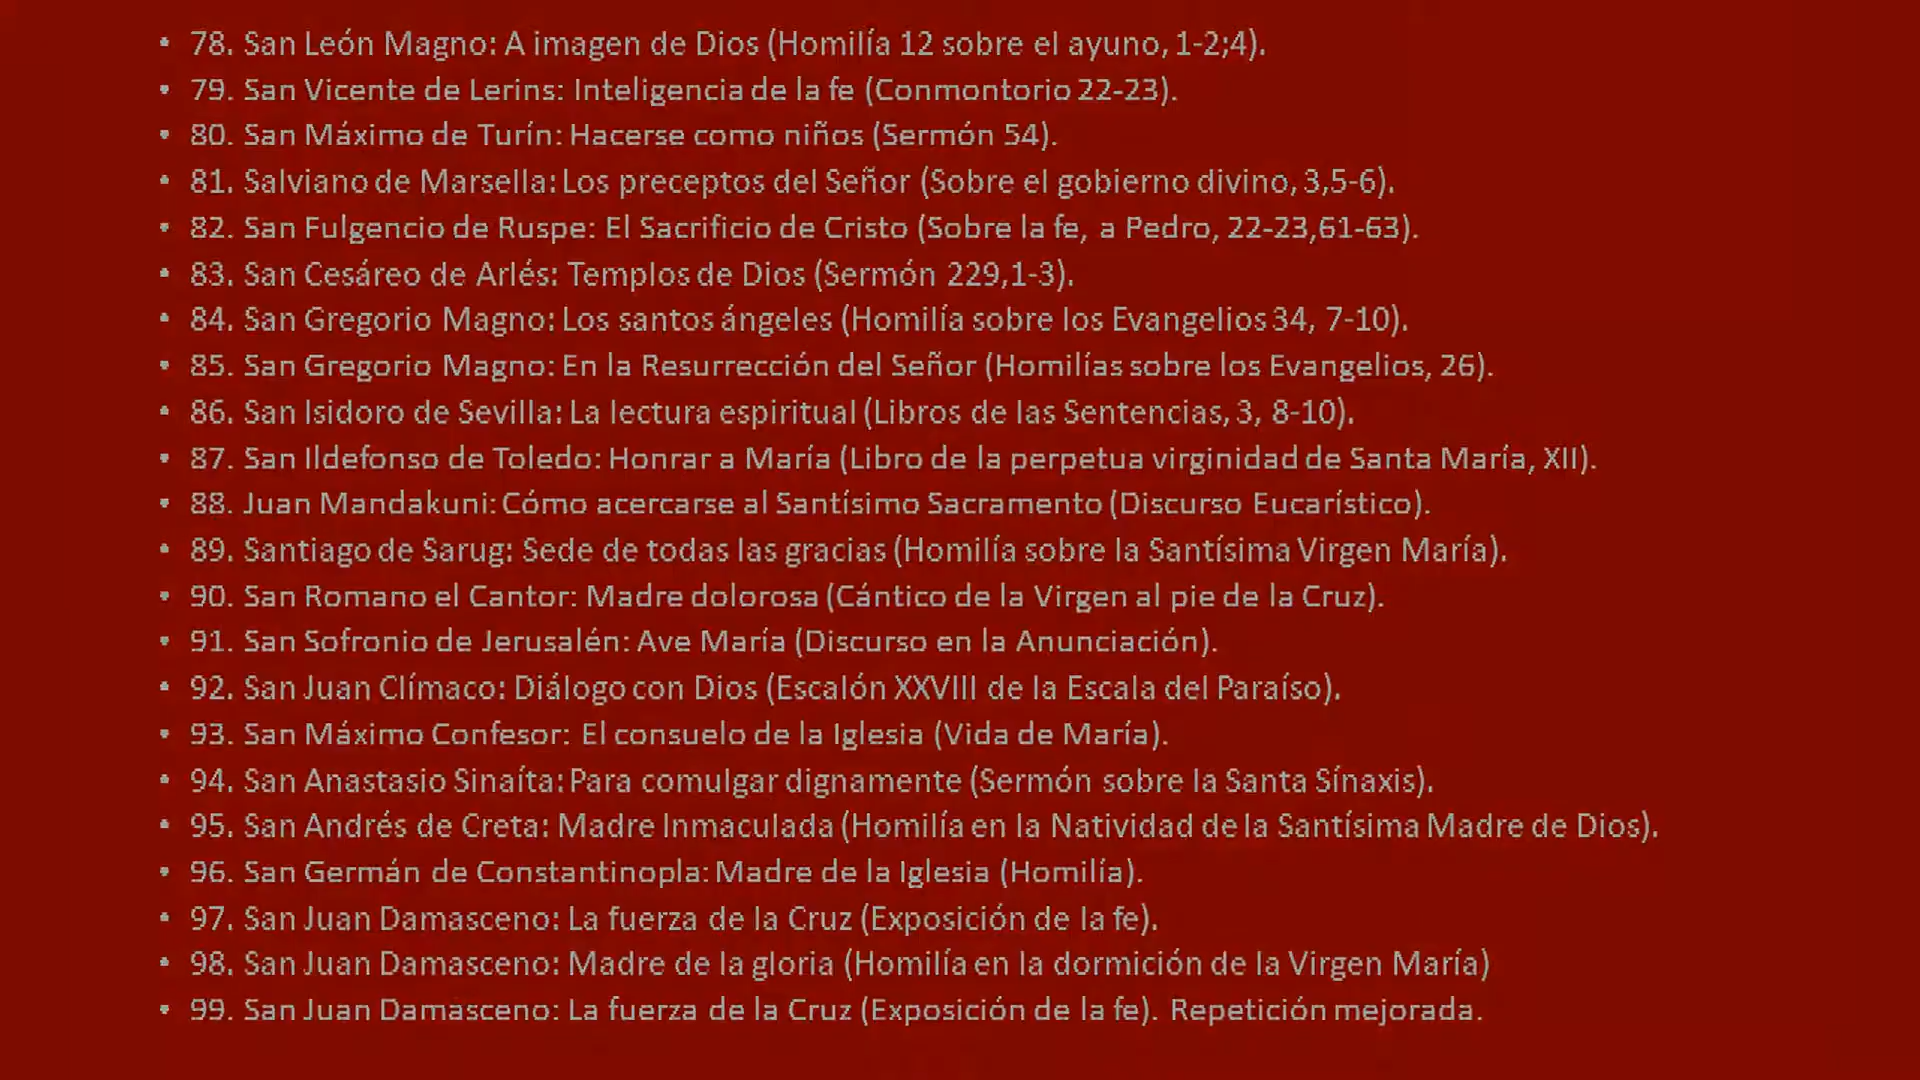 • 78. San León Magno: A imagen de Dios (Homilía 12 sobre el ayuno, 1-2;4).
• 79. San Vicente de Lerins: Inteligencia de la fe (Conmontorio 22-23).
• 80. San Máximo de Turín: Hacerse como niños (Sermón 54).
• 81. Salviano de Marsella: Los preceptos del Señor (Sobre el gobierno divino, 3,5-6).
• 82. San Fulgencio de Ruspe: El Sacrificio de Cristo (Sobre la fe, a Pedro, 22-23,61-63).
• 83. San Cesáreo de Arlés: Templos de Dios (Sermón 229,1-3).
• 84. San Gregorio Magno: Los santos ángeles (Homilía sobre los Evangelios 34, 7-10).
• 85. San Gregorio Magno: En la Resurrección del Señor (Homilías sobre los Evangelios, 26).
• 86. San Isidoro de Sevilla: La lectura espiritual (Libros de las Sentencias, 3, 8-10).
• 87. San Ildefonso de Toledo: Honrar a María (Libro de la perpetua virginidad de Santa María, XII).
• 88. Juan Mandakuni: Cómo acercarse al Santísimo Sacramento (Discurso Eucarístico).
• 89. Santiago de Sarug: Sede de todas las gracias (Homilía sobre la Santísima Virgen María).
• 90. San Romano el Cantor: Madre dolorosa (Cántico de la Virgen al pie de la Cruz).
• 91. San Sofronio de Jerusalén: Ave María (Discurso en la Anunciación).
• 92. San Juan Clímaco: Diálogo con Dios (Escalón XXVIII de la Escala del Paraíso).
• 93. San Máximo Confesor: El consuelo de la Iglesia (Vida de María).
• 94. San Anastasio Sinaíta: Para comulgar dignamente (Sermón sobre la Santa Sínaxis).
• 95. San Andrés de Creta: Madre Inmaculada (Homilía en la Natividad de la Santísima Madre de Dios).
• 96. San Germán de Constantinopla: Madre de la Iglesia (Homilía).
• 97. San Juan Damasceno: La fuerza de la Cruz (Exposición de la fe).
• 98. San Juan Damasceno: Madre de la gloria (Homilía en la dormición de la Virgen María)
• 99. San Juan Damasceno: La fuerza de la Cruz (Exposición de la fe). Repetición mejorada.